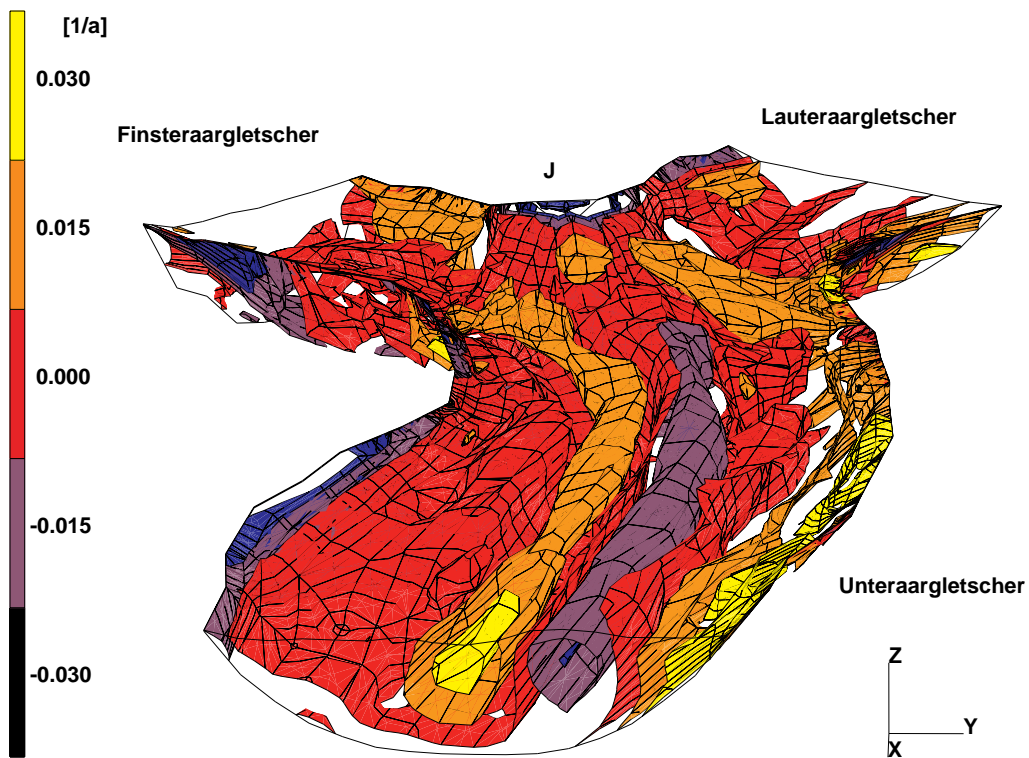 [1/a]
0.030
Lauteraargletscher
Finsteraargletscher
J
0.015
0.000
-0.015
Unteraargletscher
Z
-0.030
Y
X